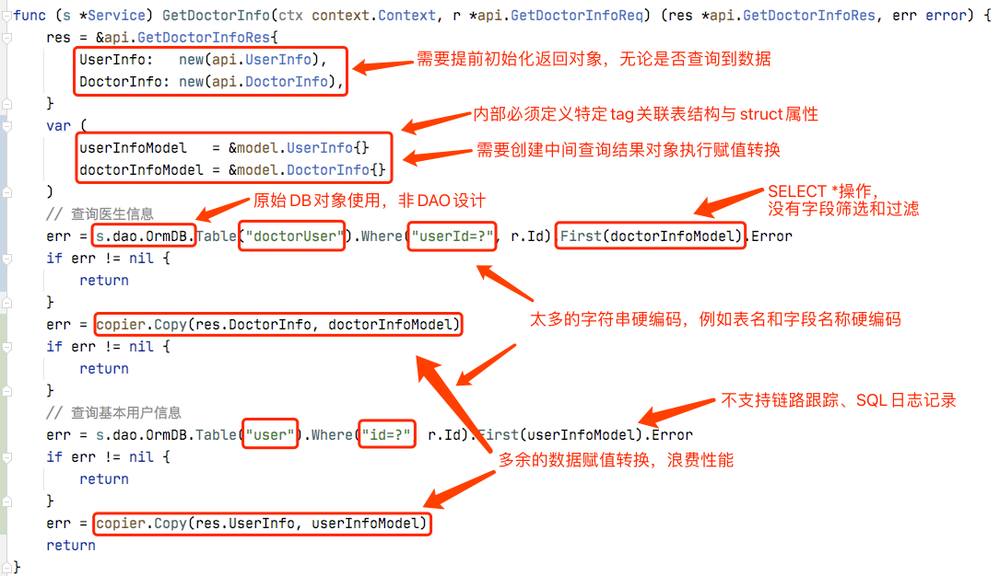 func (s *Service) GetDoctorInfo(ctx context.Context, r *api.GetDoctorInfoReq) (res *api.GetDoctorInfoRes, err error) {
res = &api.GetDoctorInfoRes{
UserInfo:   new(api.UserInfo),
需要提前初始化返回对象，无论是否查询到数据
DoctorInfo: new(api.DoctorInfo),
}
内部必须定义特定tag关联表结构与struct属性
var (
userInfoModel   = &model.UserInfo{}
需要创建中间查询结果对象执行赋值转换
doctorInfoModel = &model.DoctorInfo{}
)
原始DB对象使用，非DAO设计
SELECT *操作，
没有字段筛选和过滤
// 查询医生信息
err = s.dao.OrmDB.Table("doctorUser").Where("userId=?", r.Id).First(doctorInfoModel).Error
if err != nil {
return
}
太多的字符串硬编码，例如表名和字段名称硬编码
err = copier.Copy(res.DoctorInfo, doctorInfoModel)
if err != nil {
return
}
不支持链路跟踪、SQL日志记录
// 查询基本用户信息
err = s.dao.OrmDB.Table("user").Where("id=?", r.Id).First(userInfoModel).Error
if err != nil {
多余的数据赋值转换，浪费性能
return
}
err = copier.Copy(res.UserInfo, userInfoModel)
return
}